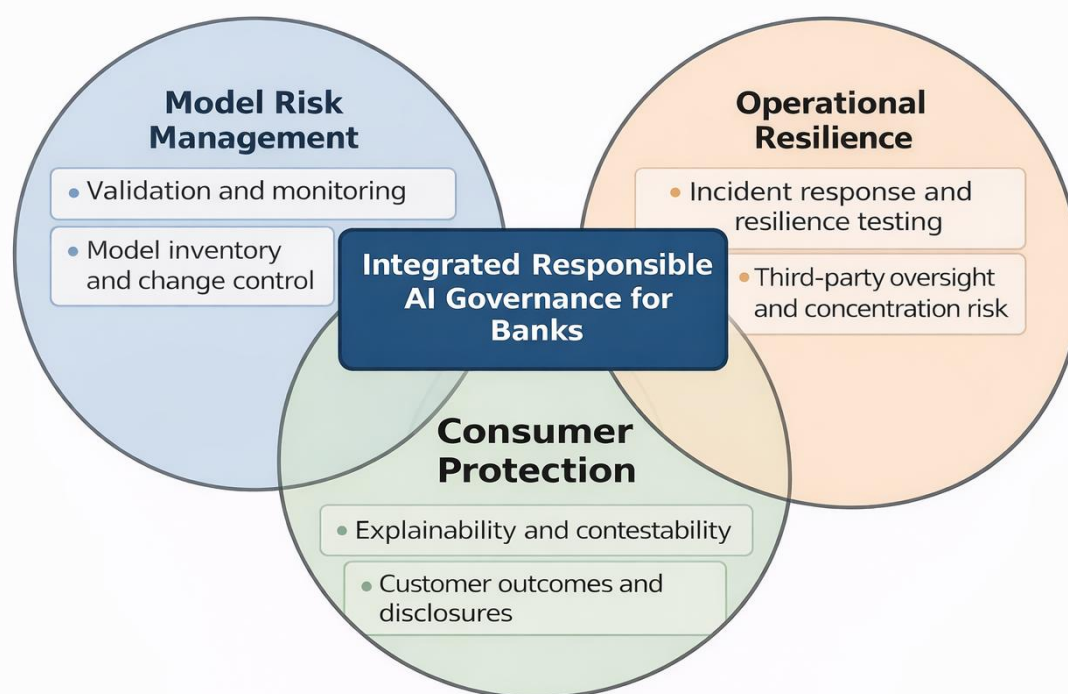 Model Risk
Management
• Validation and monitoring
• Model inventory
and change control
Operational
Resilience
• Incident response and
resilience testing
• Third-party oversight
and concentration risk
Integrated Responsible
AI Governance for
Banks
Consumer
Protection
• Explainability and contestability
• Customer outcomes and
disclosures